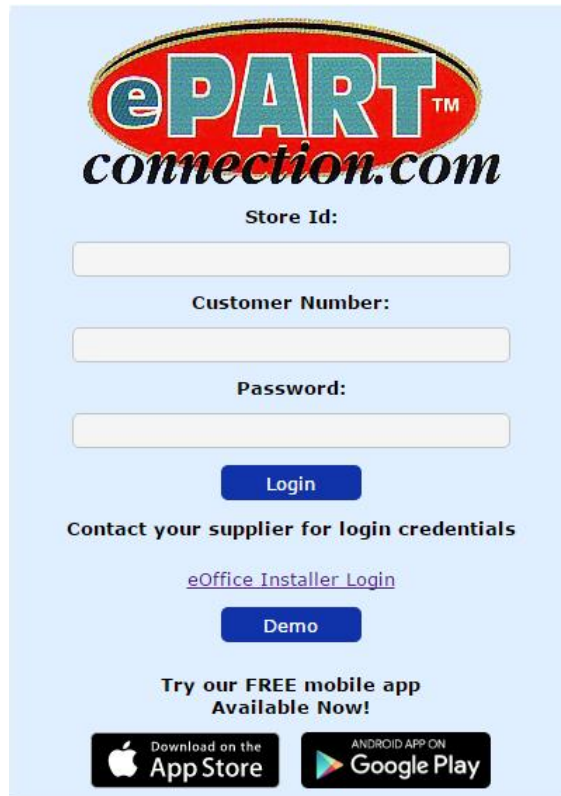 ePART™
connection.com
Store Id:
Customer Number:
Password:
Login
Contact your supplier for login credentials
eOffice Installer Login
Demo
Try our FREE mobile app
Available Now!
Download on the
App Store
ANDROID APP ON
Google Play